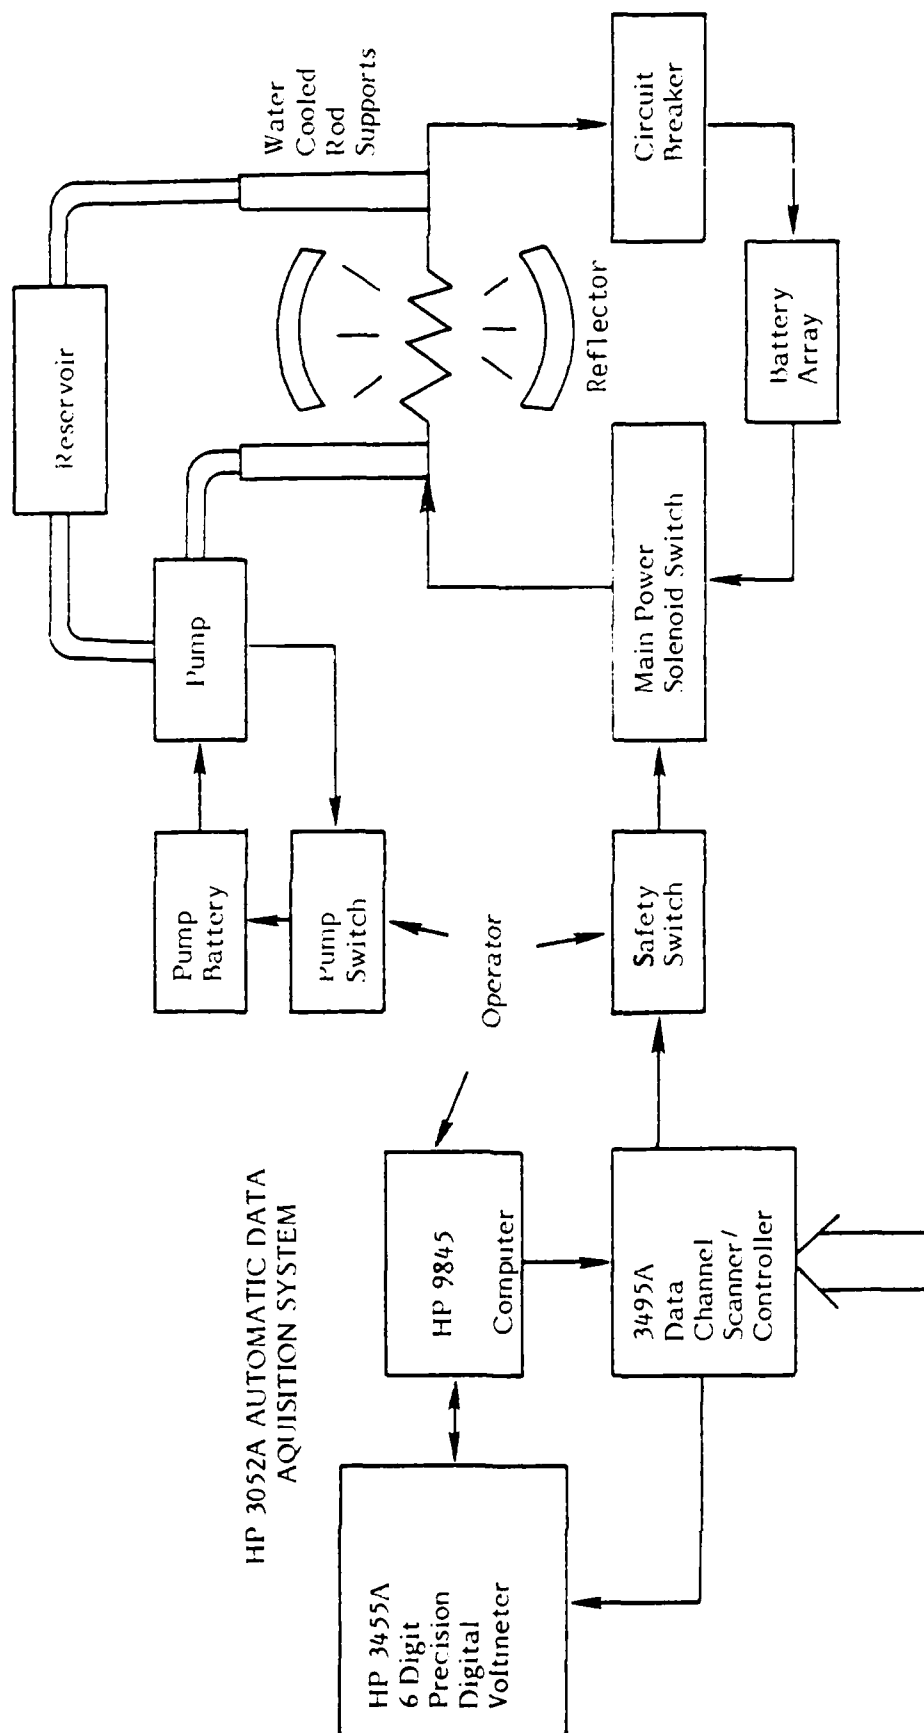 HP 3052A AUTOMATIC DATA
AQUISITION SYSTEM
HP 3455A
6 Digit
Precision
Digital
Voltmeter
HP 9845
Computer
3495A
Data
Channel
Scanner/
Controller
Operator
Pump
Battery
Pump
Switch
Safety
Switch
Pump
Reservoir
Main Power
Solenoid Switch
Water
Cooled
Rod
Supports
Reflector
Circuit
Breaker
Battery
Array